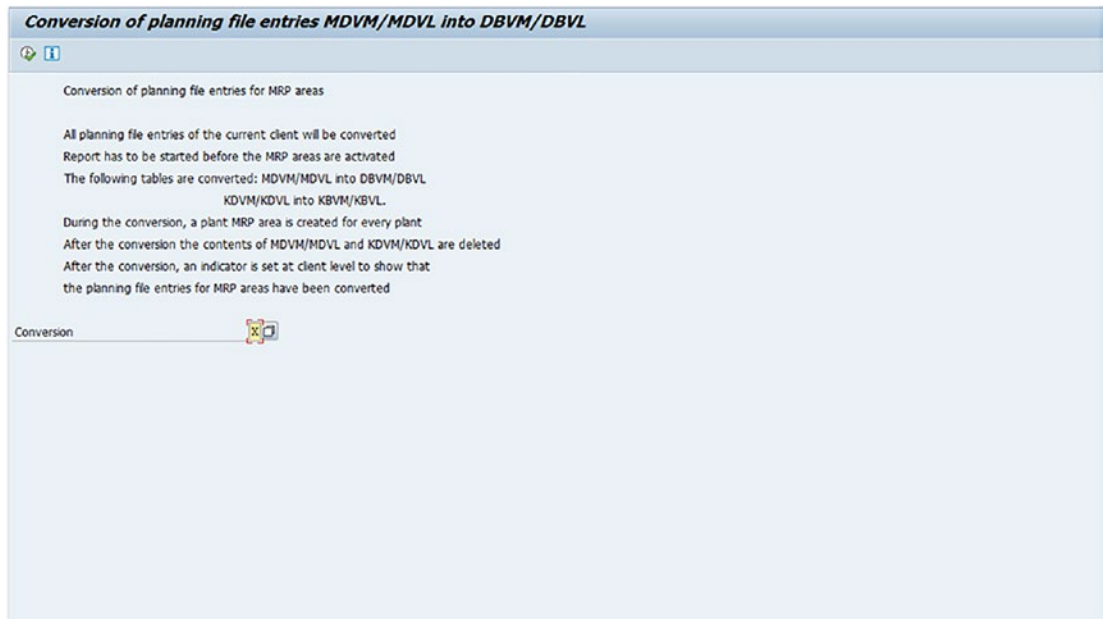 Conversion of planning file entries MDVM/MDVL into DBVM/DBVL
Conversion of planning file entries for MRP areas
All planning file entries of the current client will be converted
Report has to be started before the MRP areas are activated
The following tables are converted: MDVM/MDVL into DBVM/DBVL
KDVM/KDVL into KBVM/KBVL.
During the conversion, a plant MRP area is created for every plant
After the conversion the contents of MDVM/MDVL and KDVM/KDVL are deleted
After the conversion, an indicator is set at client level to show that
the planning file entries for MRP areas have been converted
Conversion X